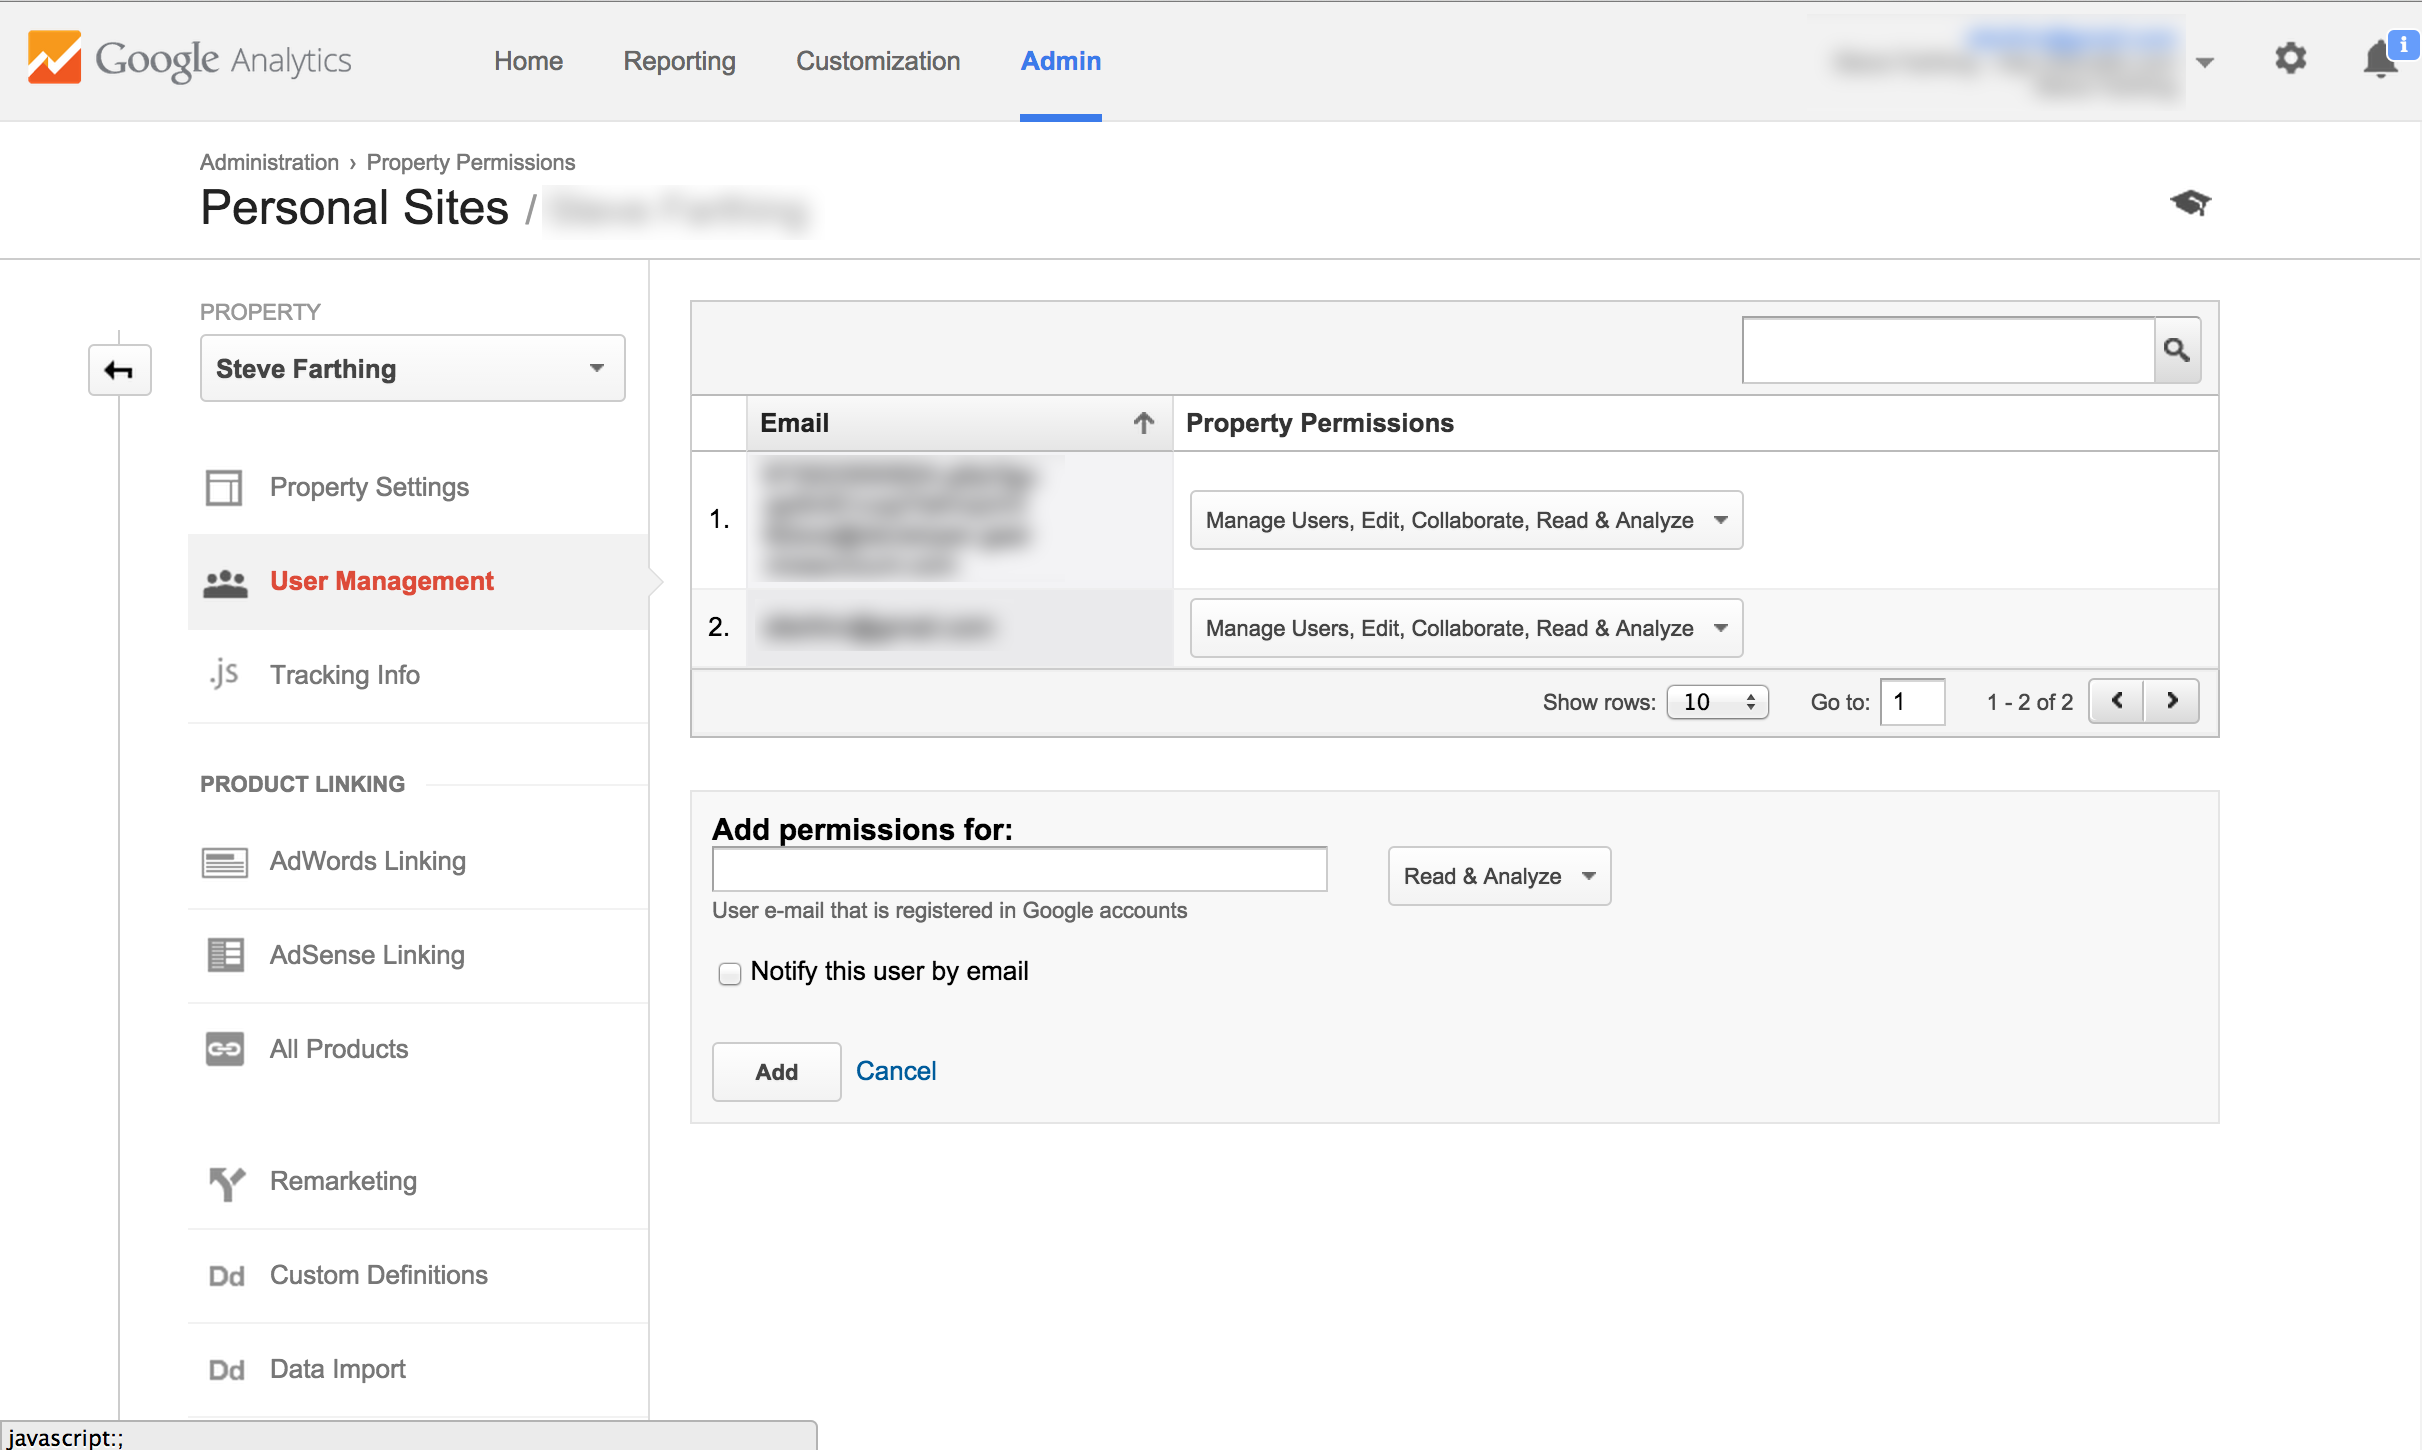 Google Analytics
Home
Reporting
Customization
Admin
Administration › Property Permissions
Personal Sites /
PROPERTY
Steve Farthing
Property Settings
User Management
.js Tracking Info
PRODUCT LINKING
AdWords Linking
AdSense Linking
All Products
Remarketing
Dd Custom Definitions
Dd Data Import
Email
Property Permissions
1.
Manage Users, Edit, Collaborate, Read & Analyze
2.
Manage Users, Edit, Collaborate, Read & Analyze
Show rows: 10 Go to: 1 1 - 2 of 2
Add permissions for:
Read & Analyze
User e-mail that is registered in Google accounts
Notify this user by email
Add Cancel
javascript:;